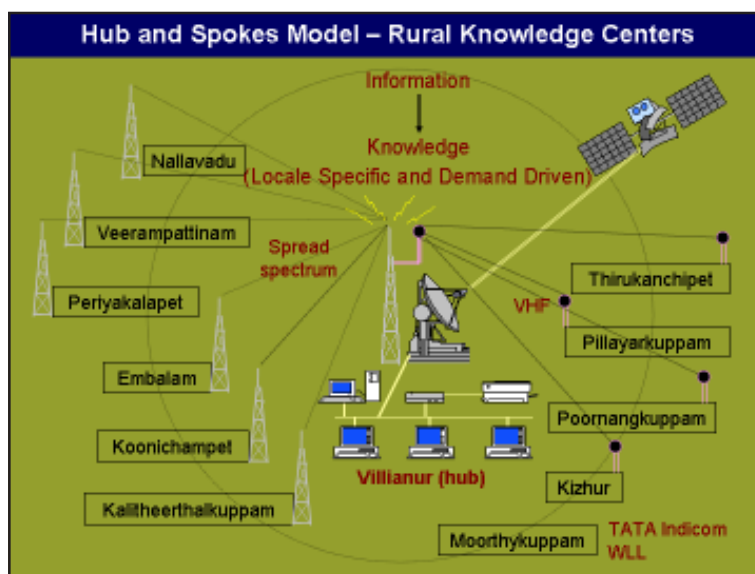 Hub and Spokes Model – Rural Knowledge Centers
Information
Knowledge
(Locale Specific and Demand Driven)
Nallavadu
Veerampattinam
Spread
spectrum
Periyakalapet
Thirukanchipet
VHF
Pillayarkuppam
Embalam
Poornangkuppam
Koonichampet
Villianur (hub)
Kizhur
Kalitheerthalkuppam
Moorthykuppam
TATA Indicom
WLL